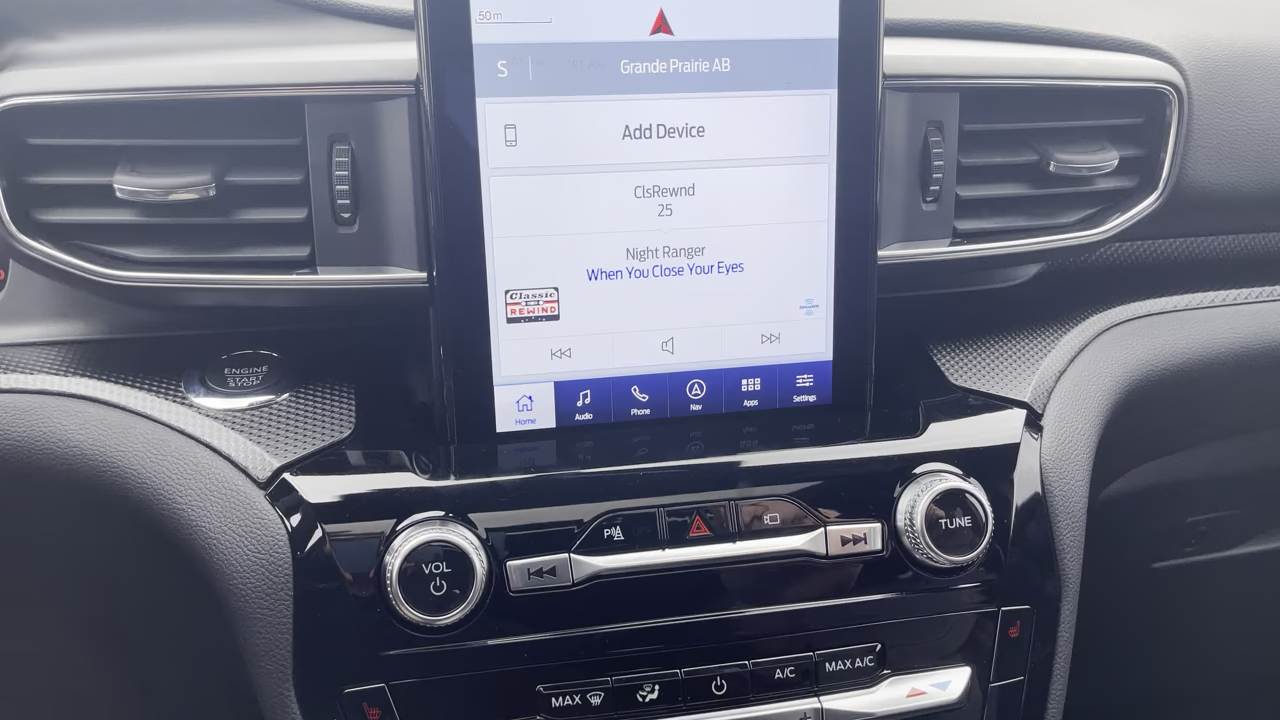 50m
S
Grande Prairie AB
Add Device
ClsRewnd
25
Night Ranger
When You Close Your Eyes
Classic
REWIND
ENGINE
START
STOP
Home
Audio
Phone
Nav
Apps
Settings
VOL
P
TUNE
MAX
A/C
MAX A/C